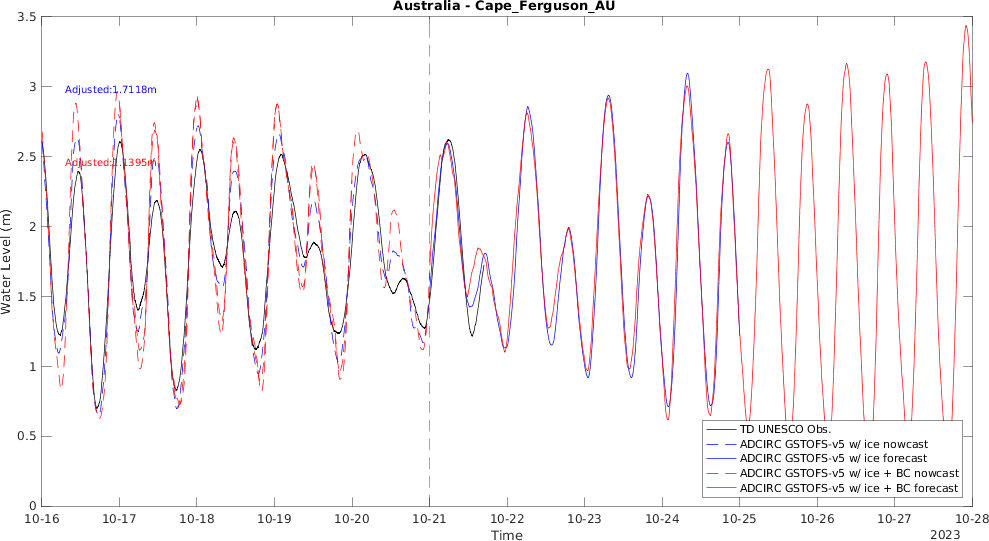 Australia - Cape_Ferguson_AU
3.5
3
2.5
2
1.5
1
0.5
0
Water Level (m)
Adjusted:1.7118m
Adjusted:1.1395m
TD UNESCO Obs.
ADCIRC GSTOFS-v5 w/ ice nowcast
ADCIRC GSTOFS-v5 w/ ice forecast
ADCIRC GSTOFS-v5 w/ ice + BC nowcast
ADCIRC GSTOFS-v5 w/ ice + BC forecast
10-16 10-17 10-18 10-19 10-20 10-21 10-22 10-23 10-24 10-25 10-26 10-27 10-28
Time
2023